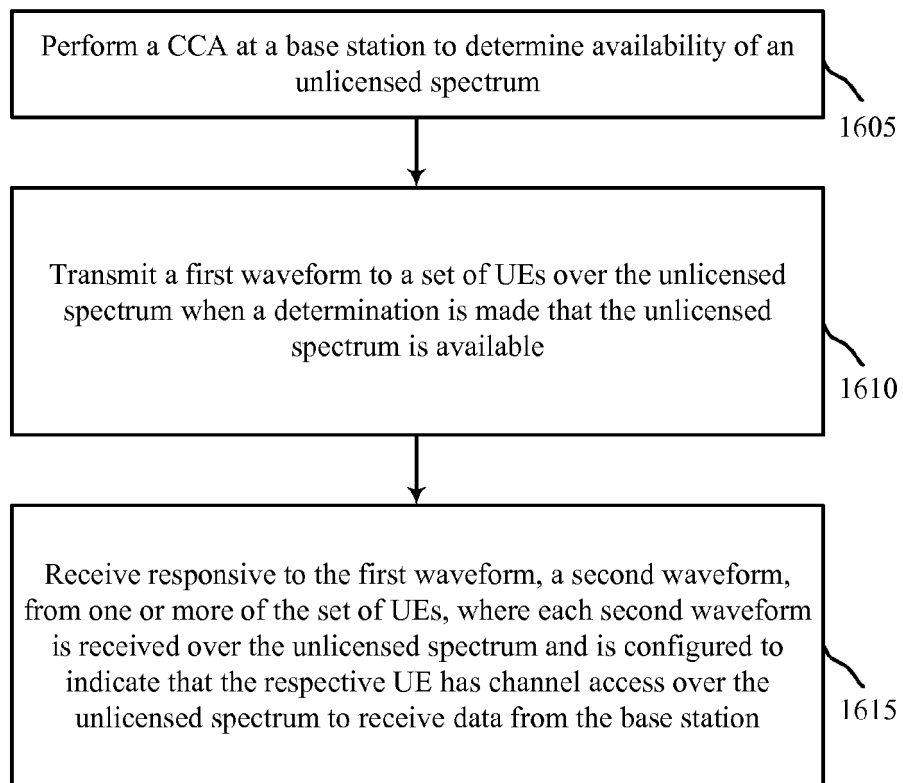 Perform a CCA at a base station to determine availability of an
unlicensed spectrum
1605
Transmit a first waveform to a set of UEs over the unlicensed
spectrum when a determination is made that the unlicensed
spectrum is available
1610
Receive responsive to the first waveform, a second waveform,
from one or more of the set of UEs, where each second waveform
is received over the unlicensed spectrum and is configured to
indicate that the respective UE has channel access over the
unlicensed spectrum to receive data from the base station
1615